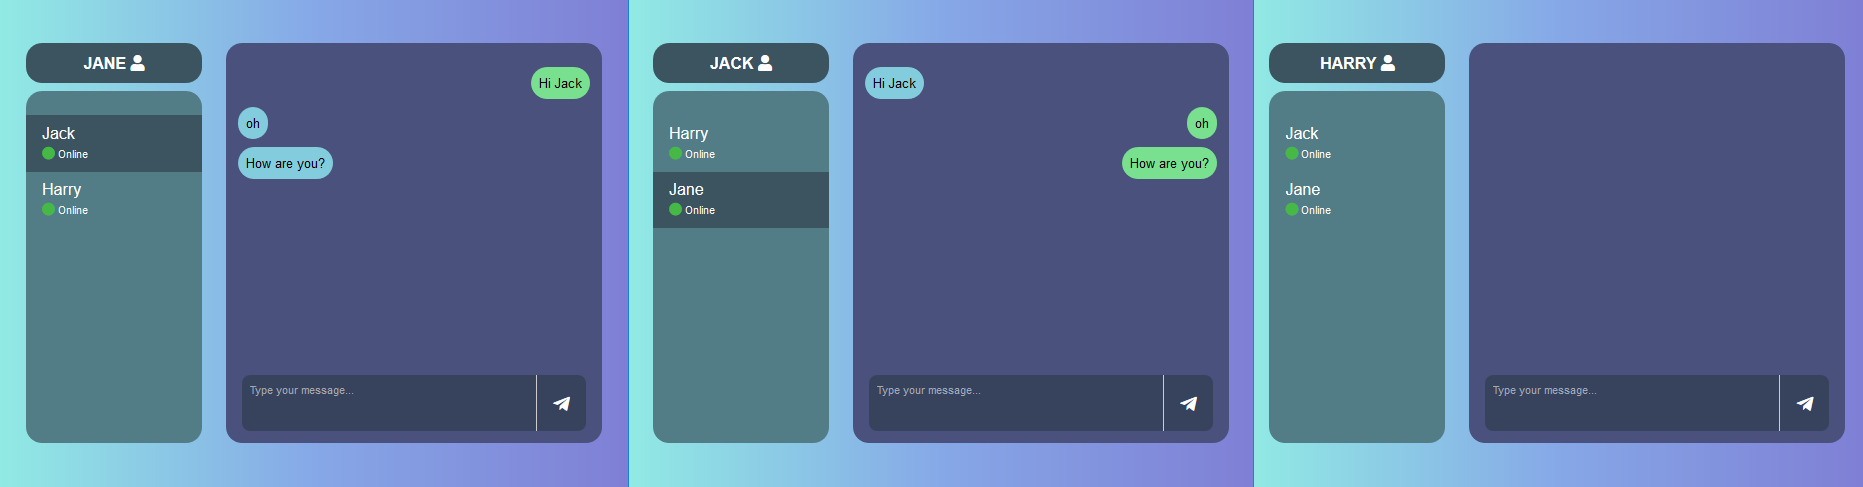 JANE
Jack
Online
Harry
Online
Hi Jack
oh
How are you?
Type your message...
JACK
Harry
Online
Jane
Online
Hi Jack
oh
How are you?
Type your message...
HARRY
Jack
Online
Jane
Online
Type your message...